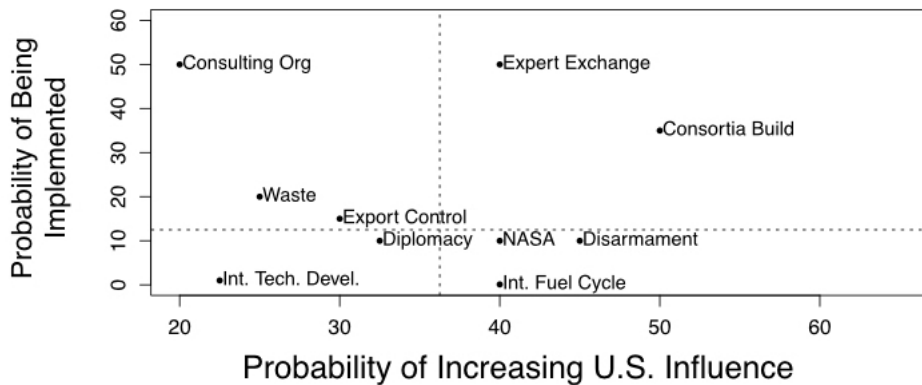 Probability of Being
Implemented
60
50
40
30
20
10
0
Consulting Org
Expert Exchange
Consortia Build
Waste
Export Control
Diplomacy
NASA
Disarmament
Int. Tech. Devel.
Int. Fuel Cycle
20
30
40
50
60
Probability of Increasing U.S. Influence